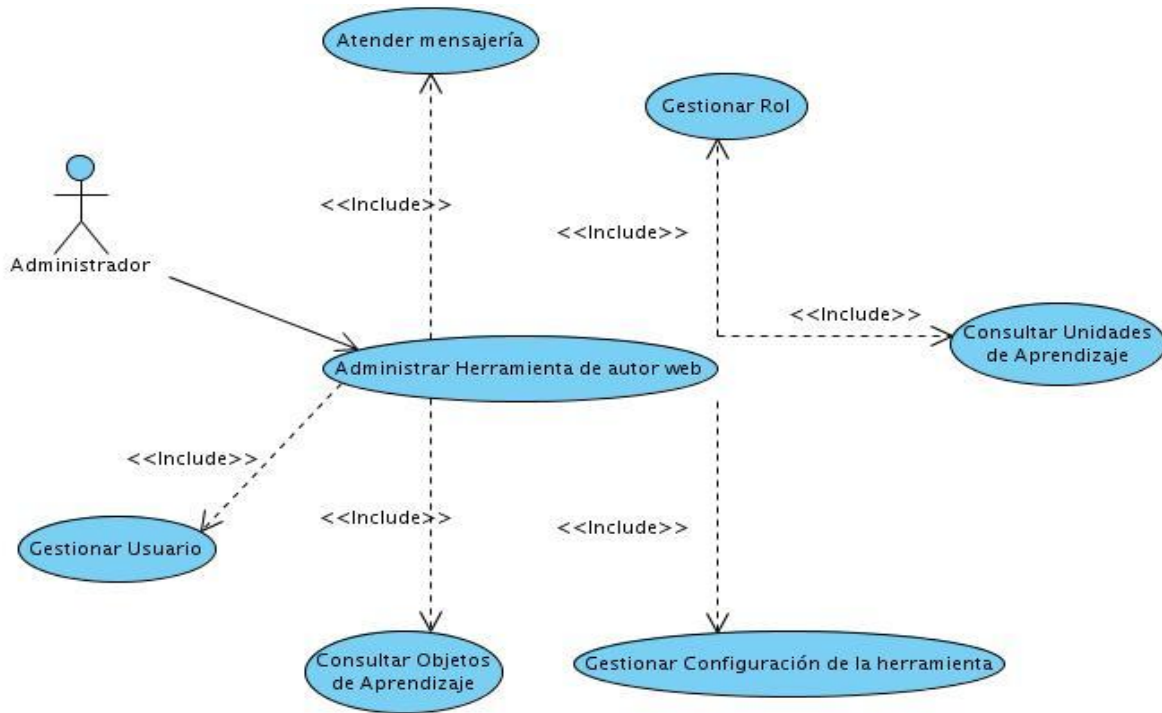 Atender mensajería
Gestionar Rol
<<Include>>
<<Include>>
Administrador
<<Include>>
Consultar Unidades
de Aprendizaje
Administrar Herramienta de autor web
<<Include>>
<<Include>>
<<Include>>
Gestionar Usuario
Consultar Objetos
de Aprendizaje
Gestionar Configuración de la herramienta